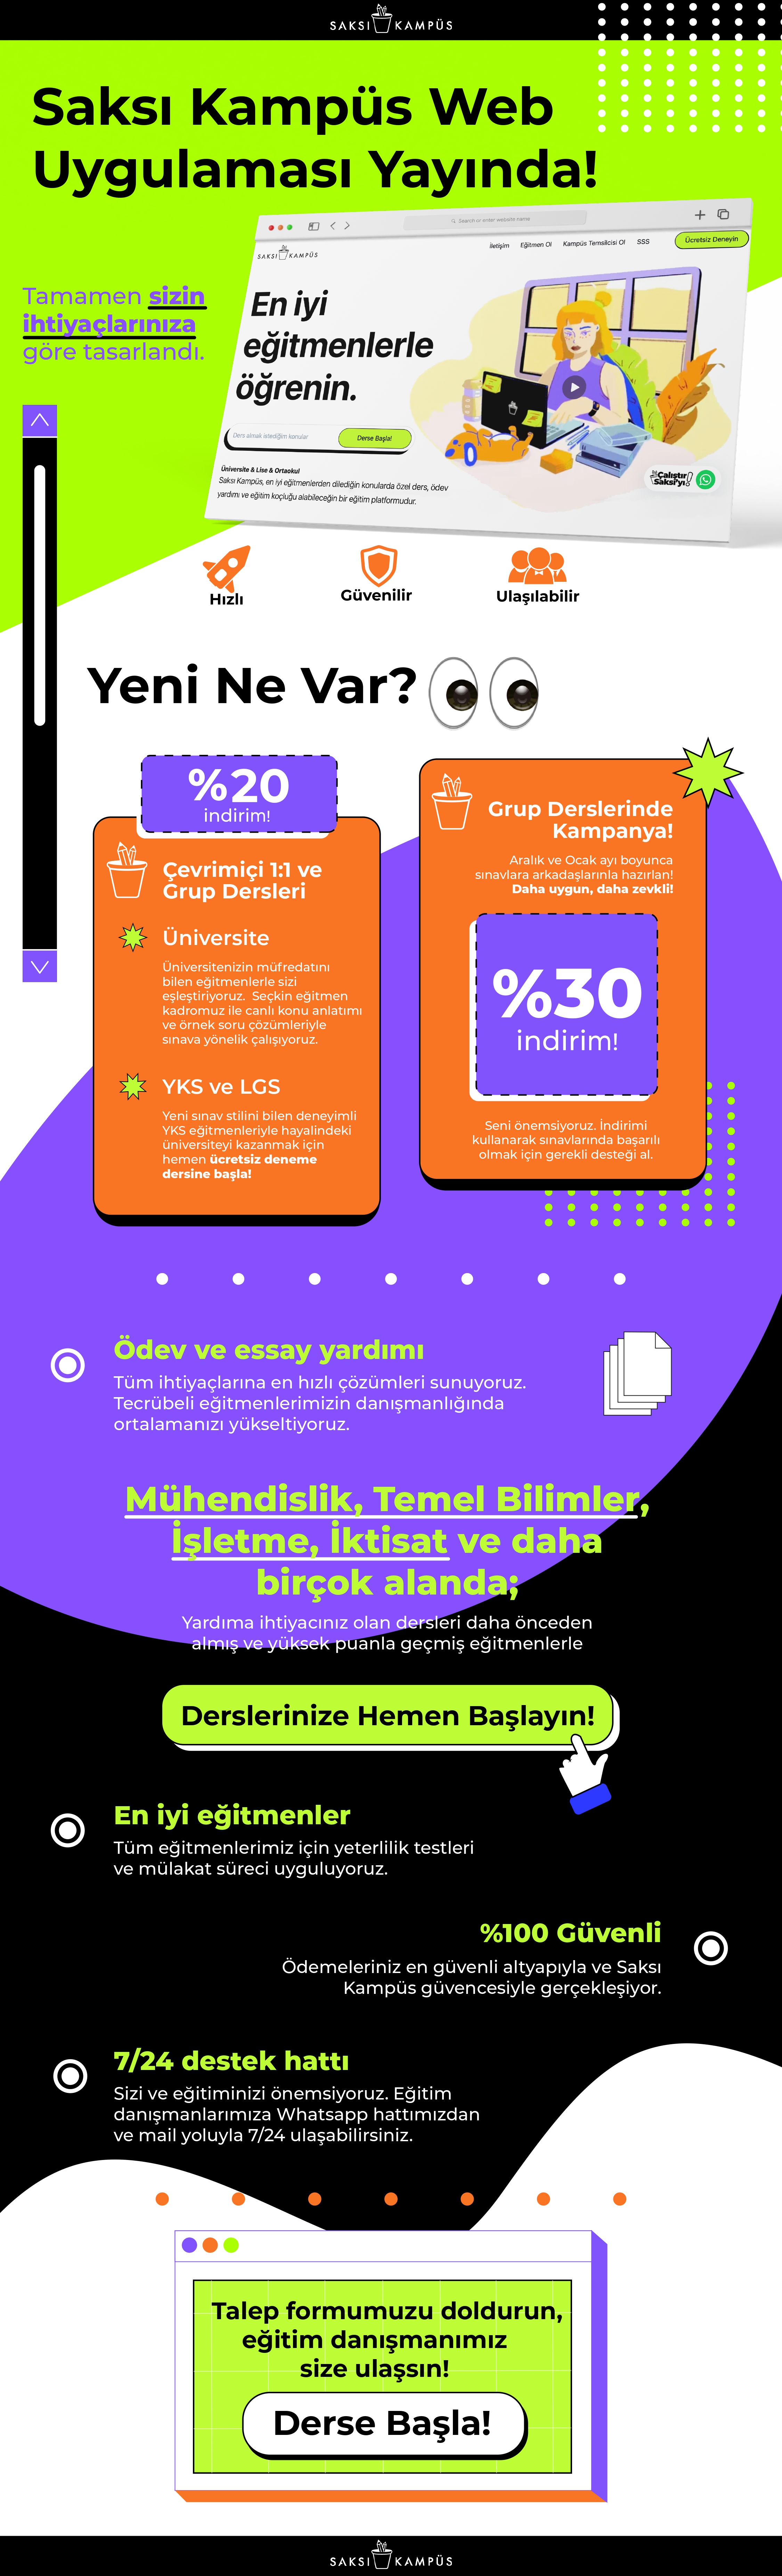 SAKSI KAMPÜS
Saksı Kampüs Web
Uygulaması Yayında!
Search or enter website name
SAKSI KAMPÜS
İletişim Eğitmen Ol Kampüs Temsilcisi Ol SSS Ücretsiz Deneyin
Tamamen sizin
ihtiyaçlarınıza
göre tasarlandı.
En iyi
eğitmenlerle
öğrenin.
Ders almak istediğim konular
Derse Başla!
Üniversite & Lise & Ortaokul
Saksı Kampüs, en iyi eğitmenlerden dilediğin konularda özel ders, ödev
yardımı ve eğitim koçluğu alabileceğin bir eğitim platformudur.
Çalıştır
Saksı'yı!
Hızlı
Güvenilir
Ulaşılabilir
Yeni Ne Var?
%20
indirim!
Çevrimiçi 1:1 ve
Grup Dersleri
Üniversite
Üniversitenizin müfredatını
bilen eğitmenlerle sizi
eşleştiriyoruz. Seçkin eğitmen
kadromuz ile canlı konu anlatımı
ve örnek soru çözümleriyle
sınava yönelik çalışıyoruz.
YKS ve LGS
Yeni sınav stilini bilen deneyimli
YKS eğitmenleriyle hayalindeki
üniversiteyi kazanmak için
hemen ücretsiz deneme
dersine başla!
Grup Derslerinde
Kampanya!
Aralık ve Ocak ayı boyunca
sınavlara arkadaşlarınla hazırlan!
Daha uygun, daha zevkli!
%30
indirim!
Seni önemsiyoruz. İndirimi
kullanarak sınavlarında başarılı
olmak için gerekli desteği al.
Ödev ve essay yardımı
Tüm ihtiyaçlarına en hızlı çözümleri sunuyoruz.
Tecrübeli eğitmenlerimizin danışmanlığında
ortalamanızı yükseltiyoruz.
Mühendislik, Temel Bilimler,
İşletme, İktisat ve daha
birçok alanda;
Yardıma ihtiyacınız olan dersleri daha önceden
almış ve yüksek puanla geçmiş eğitmenlerle
Derslerinize Hemen Başlayın!
En iyi eğitmenler
Tüm eğitmenlerimiz için yeterlilik testleri
ve mülakat süreci uyguluyoruz.
%100 Güvenli
Ödemeleriniz en güvenli altyapıyla ve Saksı
Kampüs güvencesiyle gerçekleşiyor.
7/24 destek hattı
Sizi ve eğitiminizi önemsiyoruz. Eğitim
danışmanlarımıza Whatsapp hattımızdan
ve mail yoluyla 7/24 ulaşabilirsiniz.
Talep formumuzu doldurun,
eğitim danışmanımız
size ulaşsın!
Derse Başla!
SAKSI KAMPÜS